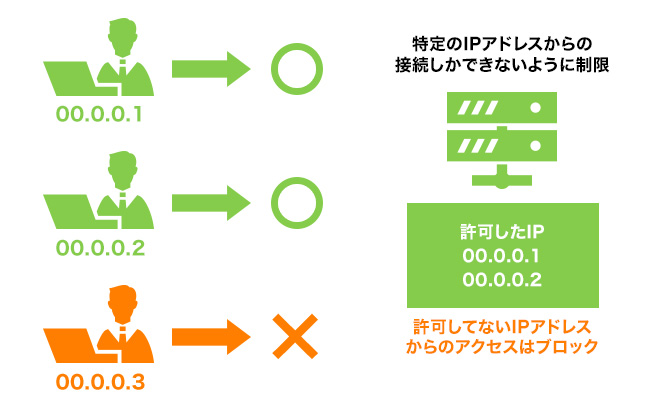 00.0.0.1
00.0.0.2
00.0.0.3
特定のIPアドレスからの
接続しかできないように制限
許可したIP
00.0.0.1
00.0.0.2
許可してないIPアドレス
からのアクセスはブロック